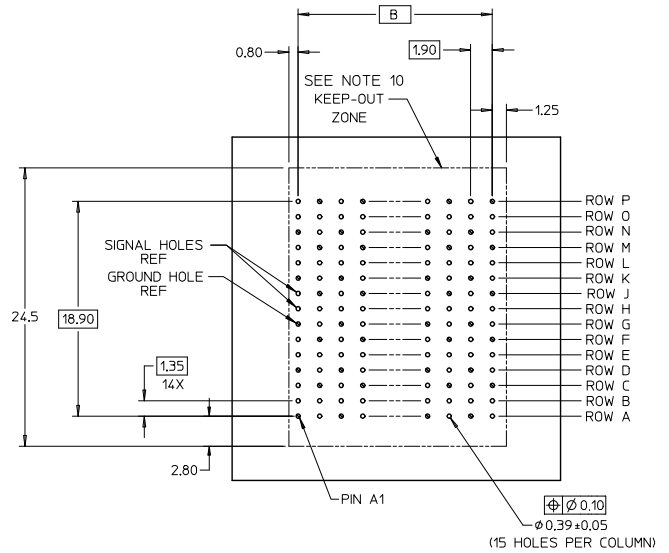 B
0.80
1.90
SEE NOTE 10
KEEP-OUT
ZONE
1.25
ROW P
ROW O
ROW N
ROW M
ROW L
ROW K
ROW J
ROW H
ROW G
ROW F
ROW E
ROW D
ROW C
ROW B
ROW A
SIGNAL HOLES
REF
GROUND HOLE
REF
24.5
18.90
1.35
14X
2.80
PIN A1
⌖ Ø 0.10
Ø 0.39 ±0.05
(15 HOLES PER COLUMN)